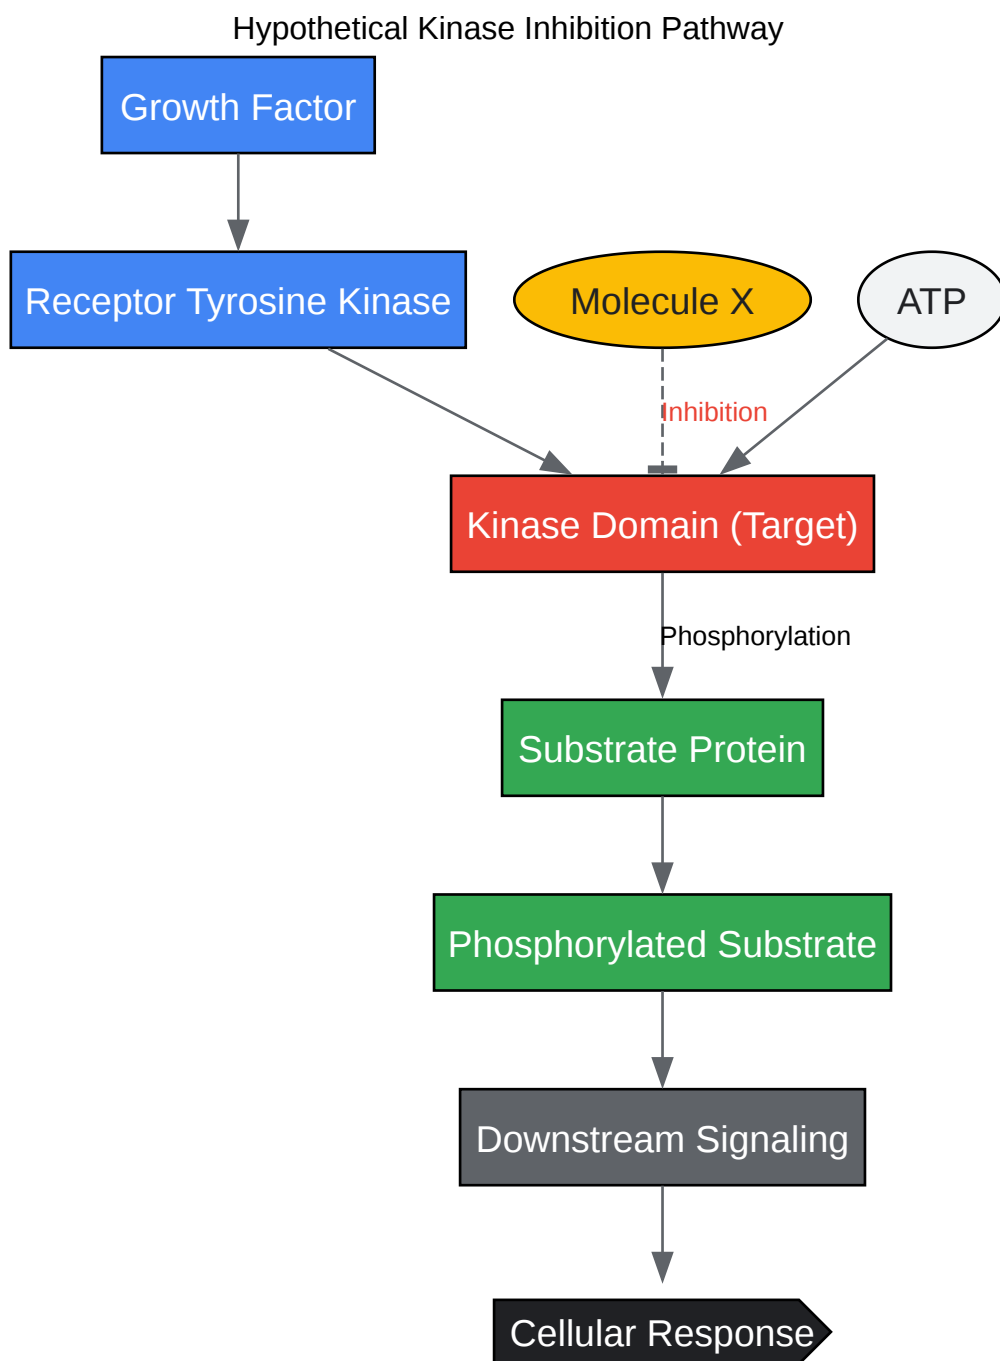 Hypothetical Kinase Inhibition Pathway
Growth Factor
Receptor Tyrosine Kinase
Molecule X
ATP
Inhibition
Kinase Domain (Target)
Phosphorylation
Substrate Protein
Phosphorylated Substrate
Downstream Signaling
Cellular Response